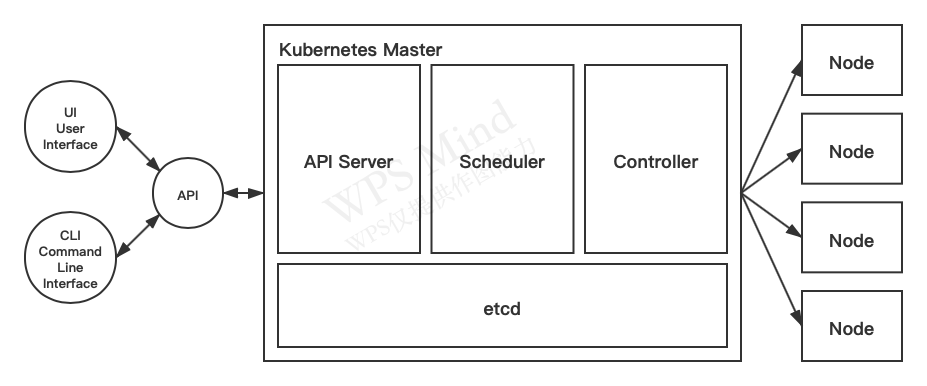 Kubernetes Master
UI
User
Interface
CLI
Command
Line
Interface
API
API Server
Scheduler
Controller
etcd
Node
Node
Node
Node
WPS Mind
WPS仅提供作图能力